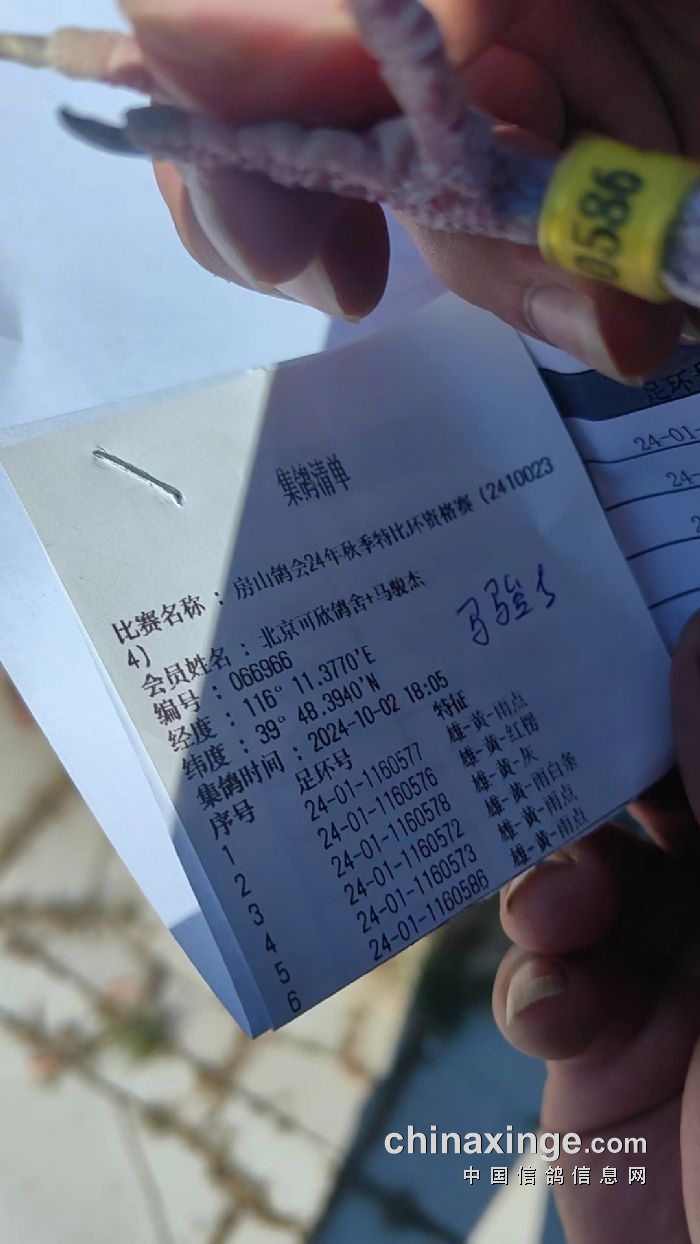 0586
集鸽清单
比赛名称：房山鸽会24年秋季特比环资格赛（2410023
4)
会员姓名：北京可欣鸽舍+马骏杰
编号：066966
经度：116° 11.3770'E
纬度：39° 48.3940'N
集鸽时间：2024-10-02 18:05
序号 足环号 特征
1 24-01-1160577 雄-黄-雨点
2 24-01-1160576 雄-黄-红楞
3 24-01-1160578 雄-黄-灰
4 24-01-1160572 雄-黄-雨白条
5 24-01-1160573 雄-黄-雨点
6 24-01-1160586 雄-黄-雨点
足环号
24-01-
24-
2
chinaxinge.com
中国信鸽信息网